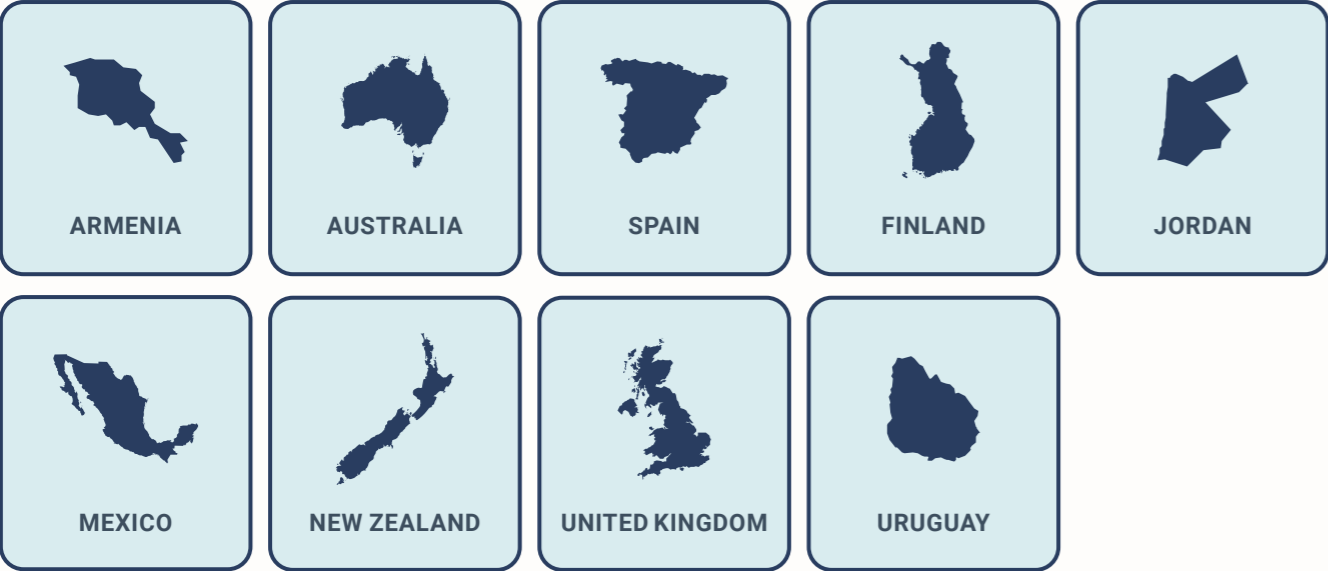 ARMENIA
AUSTRALIA
SPAIN
FINLAND
JORDAN
MEXICO
NEW ZEALAND
UNITED KINGDOM
URUGUAY